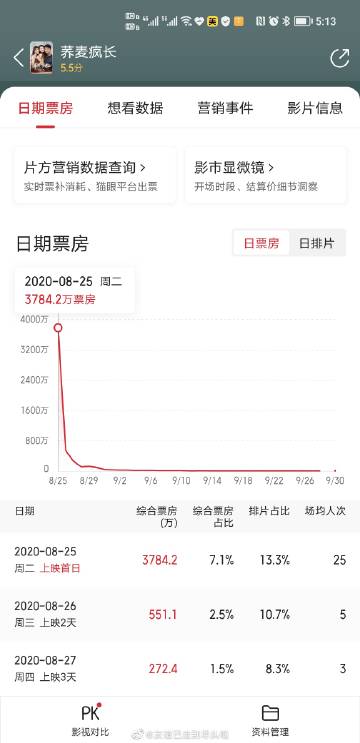 5:13
荞麦疯长
5.5分
日期票房 想看数据 营销事件 影片信息
片方营销数据查询 >
实时票补消耗、猫眼平台出票
影市显微镜 >
开场时段、结算价细节洞察
日期票房
日票房 日排片
2020-08-25 周二
3784.2万票房
4000万
3200万
2400万
1600万
800万
0
8/25 8/29 9/2 9/6 9/10 9/14 9/18 9/22 9/26 9/30
日期 综合票房(万) 综合票房占比 排片占比 场均人次
2020-08-25 3784.2 7.1% 13.3% 25
周二 上映首日
2020-08-26 551.1 2.5% 10.7% 5
周三 上映2天
2020-08-27 272.4 1.5% 8.3% 3
周四 上映3天
PK
影视对比
资料管理